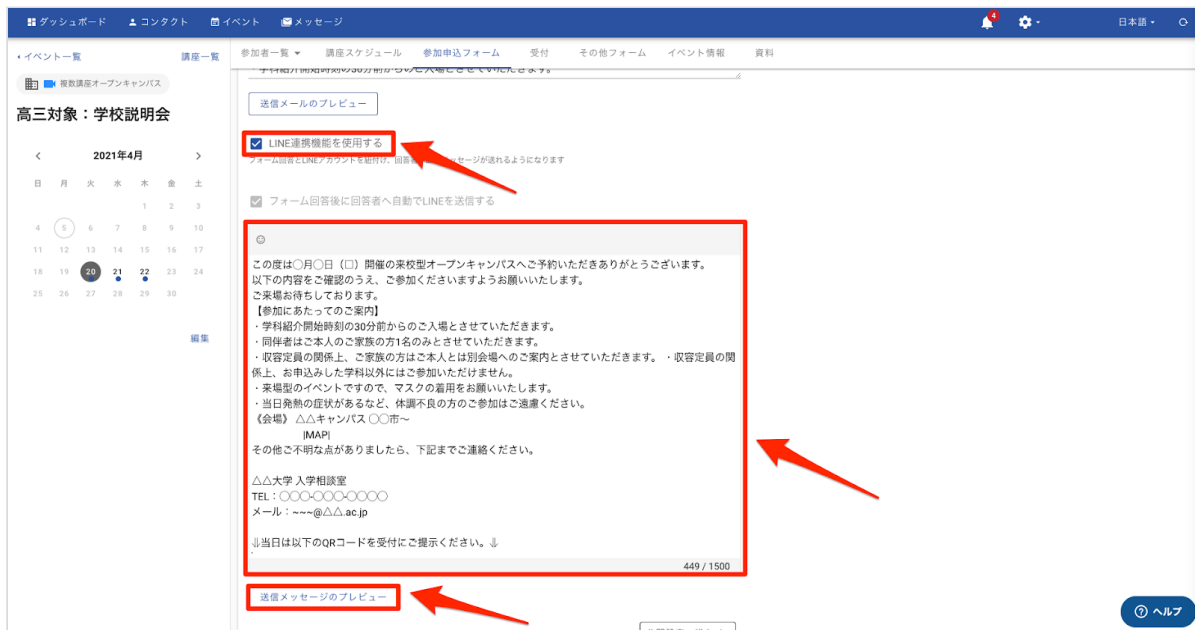 ダッシュボード コンタクト イベント メッセージ 4 日本語
イベント一覧 講座一覧
参加者一覧 講座スケジュール 参加申込フォーム 受付 その他フォーム イベント情報 資料
複数講座オープンキャンパス
高三対象：学校説明会
2021年4月
日 月 火 水 木 金 土
1 2 3
4 5 6 7 8 9 10
11 12 13 14 15 16 17
18 19 20 21 22 23 24
25 26 27 28 29 30
編集
・学科紹介開始時刻の30分前からのご入場とさせていただきます。
送信メールのプレビュー
LINE連携機能を使用する
フォーム回答とLINEアカウントを紐付け、回答者 ッセージが送れるようになります
フォーム回答後に回答者へ自動でLINEを送信する
この度は◯月◯日（□）開催の来校型オープンキャンパスへご予約いただきありがとうございます。
以下の内容をご確認のうえ、ご参加くださいますようお願いいたします。
ご来場お待ちしております。
【参加にあたってのご案内】
・学科紹介開始時刻の30分前からのご入場とさせていただきます。
・同伴者はご本人のご家族の方1名のみとさせていただきます。
・収容定員の関係上、ご家族の方はご本人とは別会場へのご案内とさせていただきます。 ・収容定員の関
係上、お申込みした学科以外にはご参加いただけません。
・来場型のイベントですので、マスクの着用をお願いいたします。
・当日発熱の症状があるなど、体調不良の方のご参加はご遠慮ください。
《会場》 △△キャンパス ◯◯市〜
|MAP|
その他ご不明な点がありましたら、下記までご連絡ください。
△△大学 入学相談室
TEL：◯◯◯-◯◯◯-◯◯◯◯
メール：~~~@△△.ac.jp
⇓当日は以下のQRコードを受付にご提示ください。⇓
449 / 1500
送信メッセージのプレビュー
ヘルプ